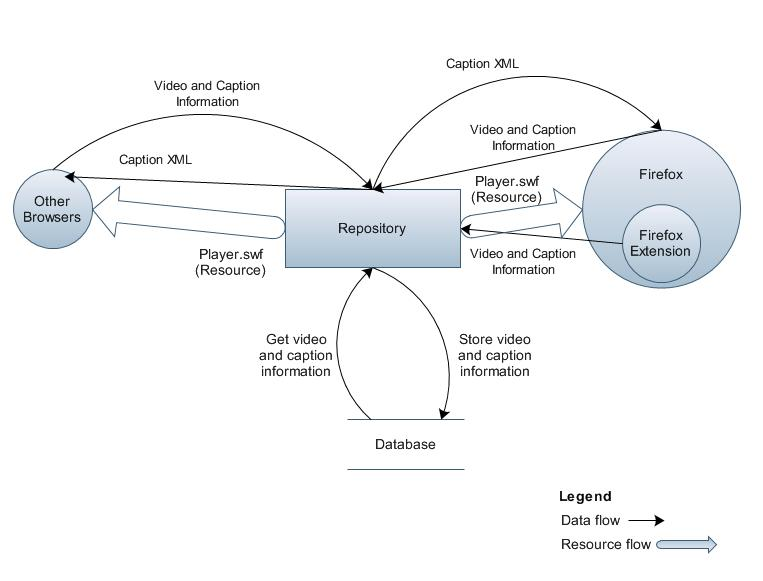 Caption XML
Video and Caption
Information
Video and Caption
Information
Caption XML
Other
Browsers
Firefox
Player.swf
(Resource)
Repository
Firefox
Extension
Player.swf
(Resource)
Video and Caption
Information
Get video
and caption
information
Store video
and caption
information
Database
Legend
Data flow
Resource flow